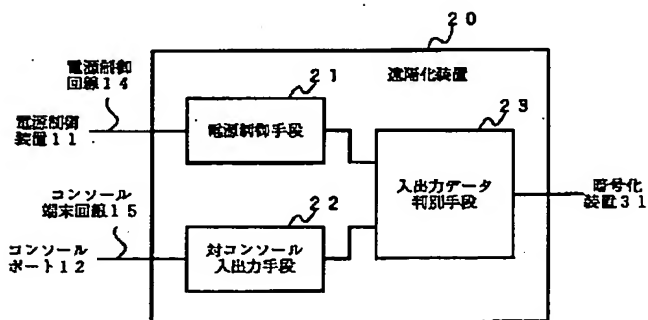 20
遠隔化装置
電源制御
回線14
電源制御
装置11
21
電源制御手段
23
入出力データ
判別手段
暗号化
装置31
コンソール
端末回線15
コンソール
ポート12
22
対コンソール
入出力手段